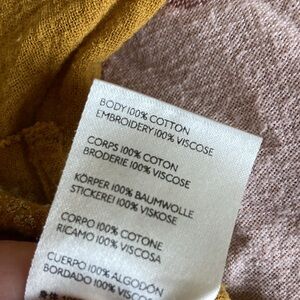 BODY 100% COTTON
EMBROIDERY 100% VISCOSE
CORPS 100% COTON
BRODERIE 100% VISCOSE
KÖRPER 100% BAUMWOLLE
STICKEREI 100% VISKOSE
CORPO 100% COTONE
RICAMO 100% VISCOSA
CUERPO 100% ALGODÓN
BORDADO 100% VISCOSA